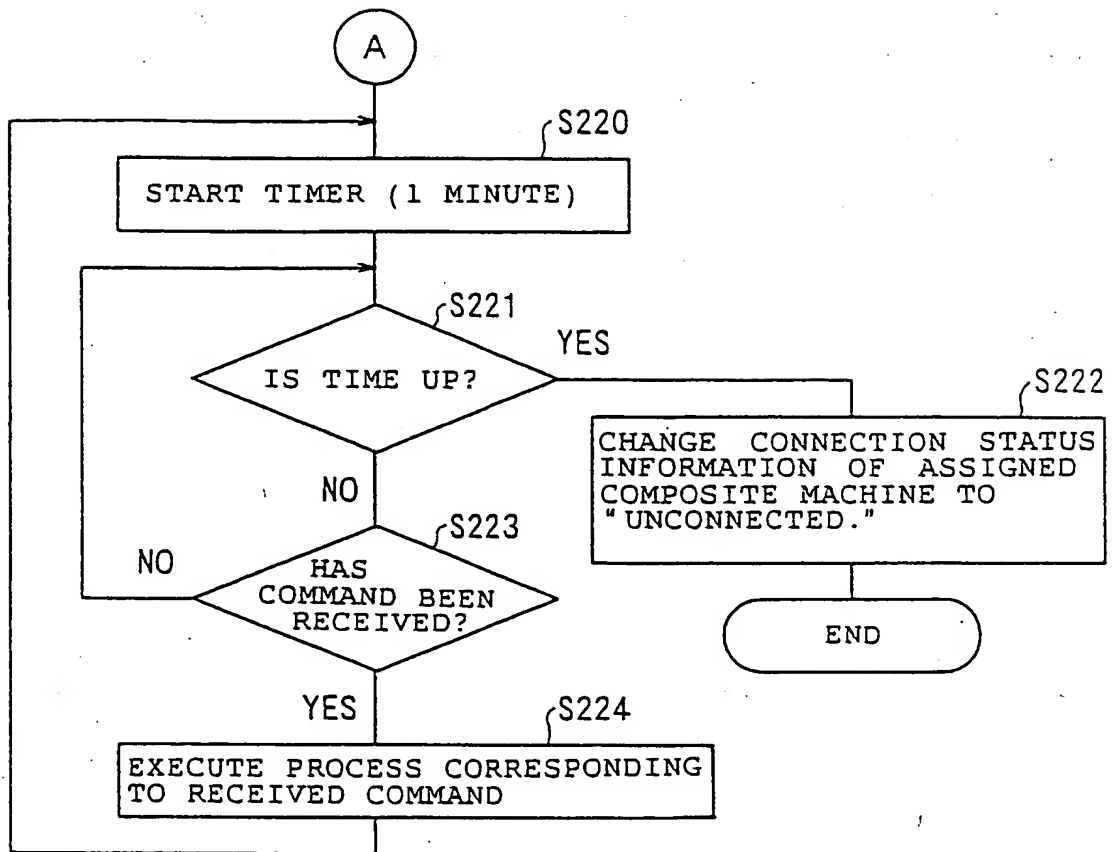 A
S220
START TIMER (1 MINUTE)
S221
IS TIME UP?
YES
S222
CHANGE CONNECTION STATUS
INFORMATION OF ASSIGNED
COMPOSITE MACHINE TO
"UNCONNECTED."
NO
S223
NO
HAS
COMMAND BEEN
RECEIVED?
END
YES
S224
EXECUTE PROCESS CORRESPONDING
TO RECEIVED COMMAND